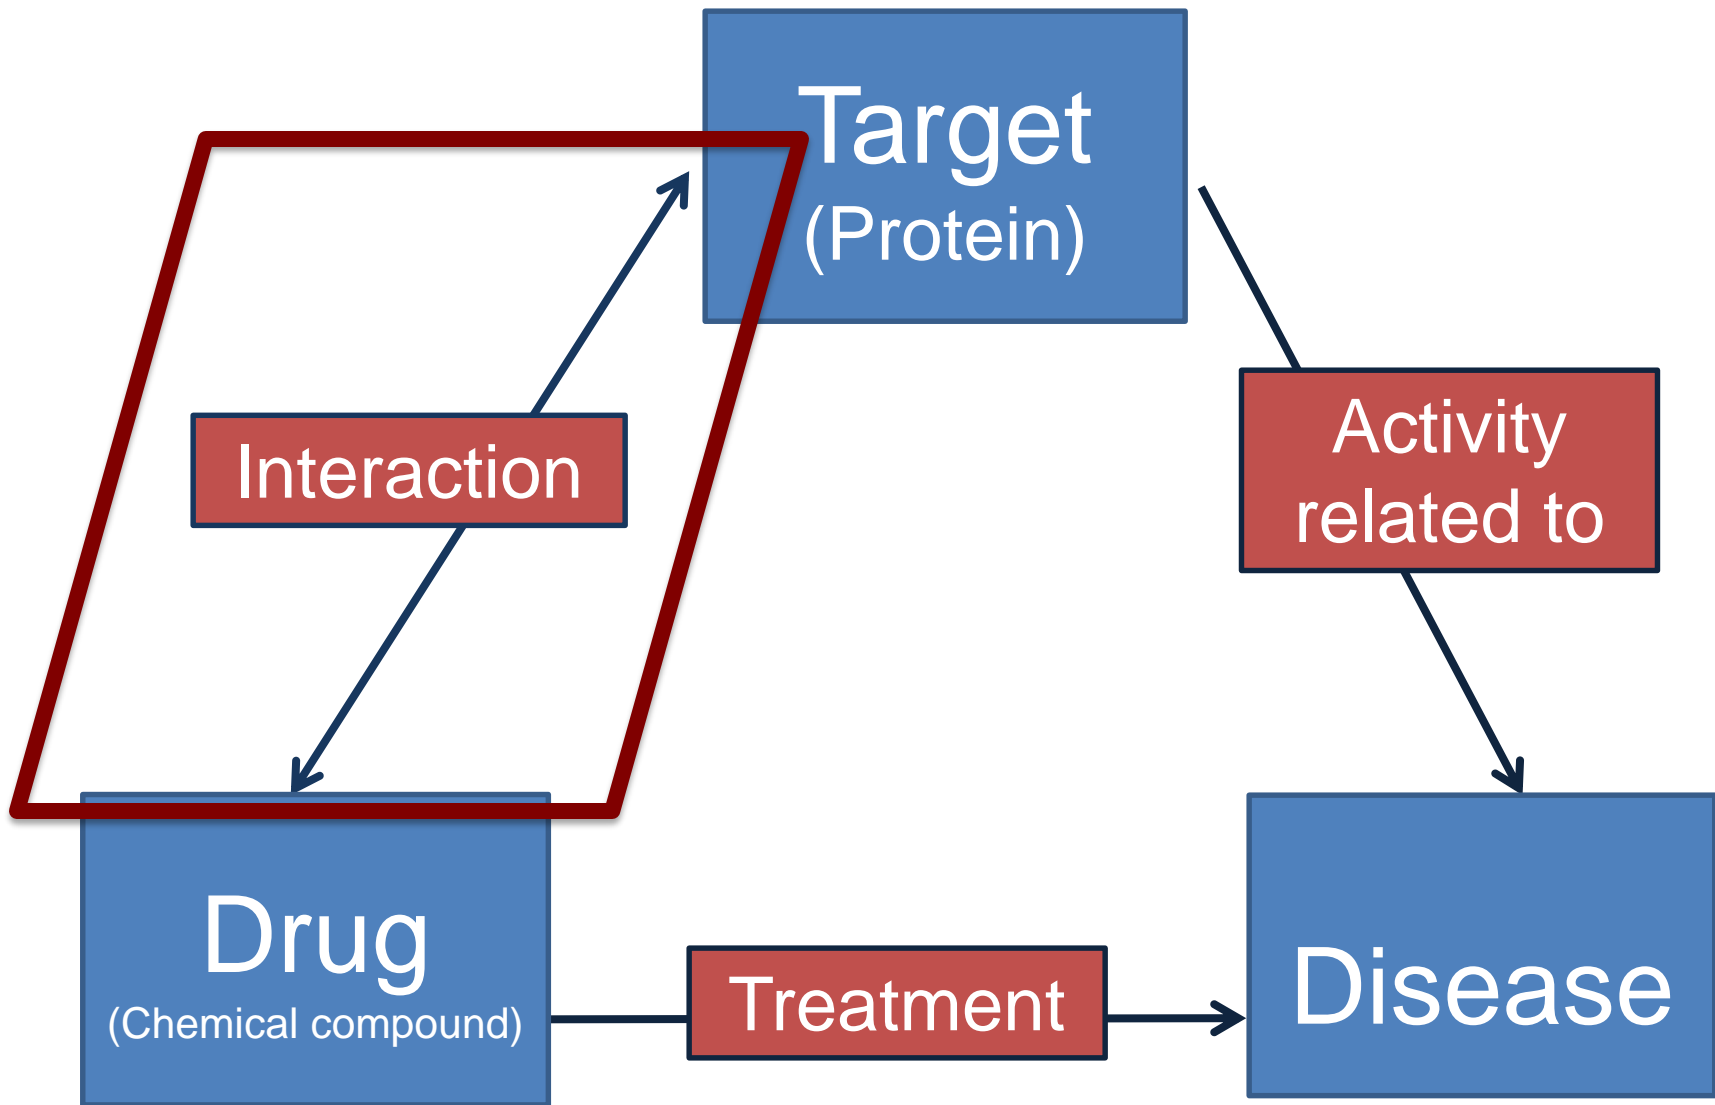 Target
(Protein)
Interaction
Activity
related to
Drug
(Chemical compound)
Treatment
Disease